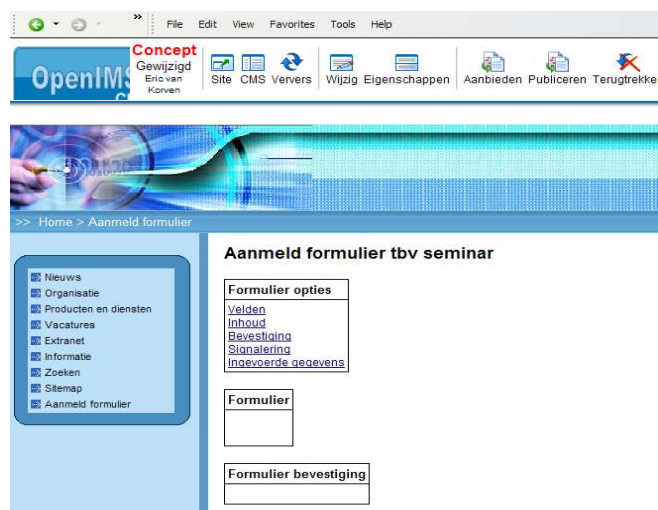 » File Edit View Favorites Tools Help
Concept
Gewijzigd
Eric van
Korven
OpenIMS
Site CMS Ververs Wijzig Eigenschappen Aanbieden Publiceren Terugtrekke
>> Home > Aanmeld formulier
Aanmeld formulier tbv seminar
Nieuws
Organisatie
Producten en diensten
Vacatures
Extranet
Informatie
Zoeken
Sitemap
Aanmeld formulier
Formulier opties
Velden
Inhoud
Bevestiging
Signalering
Ingevoerde gegevens
Formulier
Formulier bevestiging